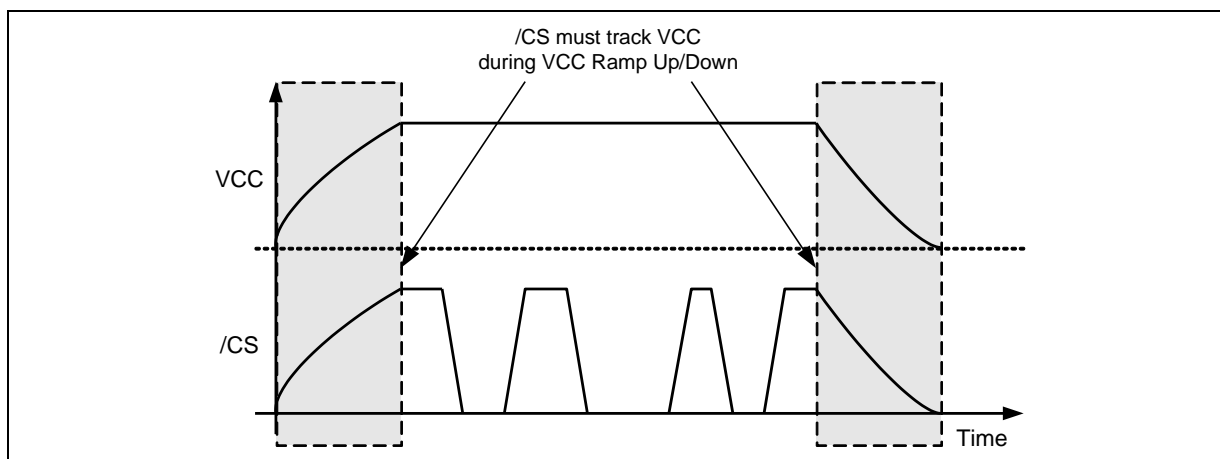 /CS must track VCC
during VCC Ramp Up/Down
VCC
/CS
Time